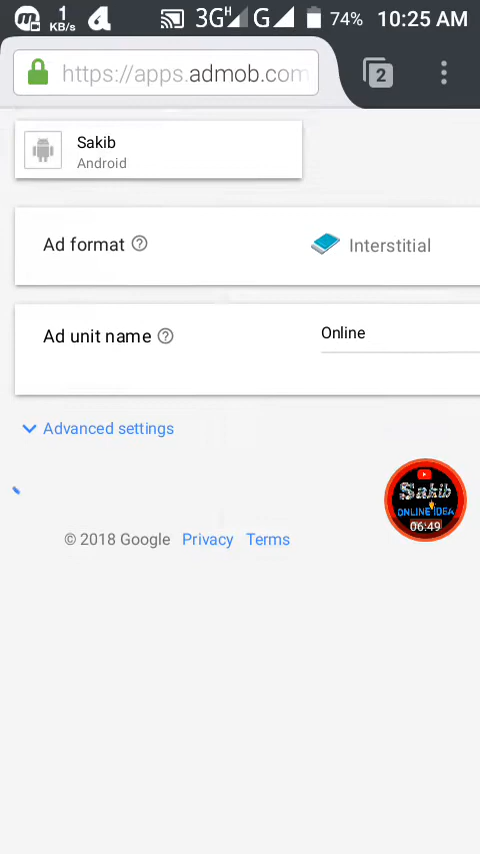 1 KB/s 3G H G 74% 10:25 AM
https://apps.admob.com
2
Sakib
Android
Ad format
Interstitial
Ad unit name
Online
Advanced settings
Sakib
ONLINE IDEA
06:49
© 2018 Google Privacy Terms